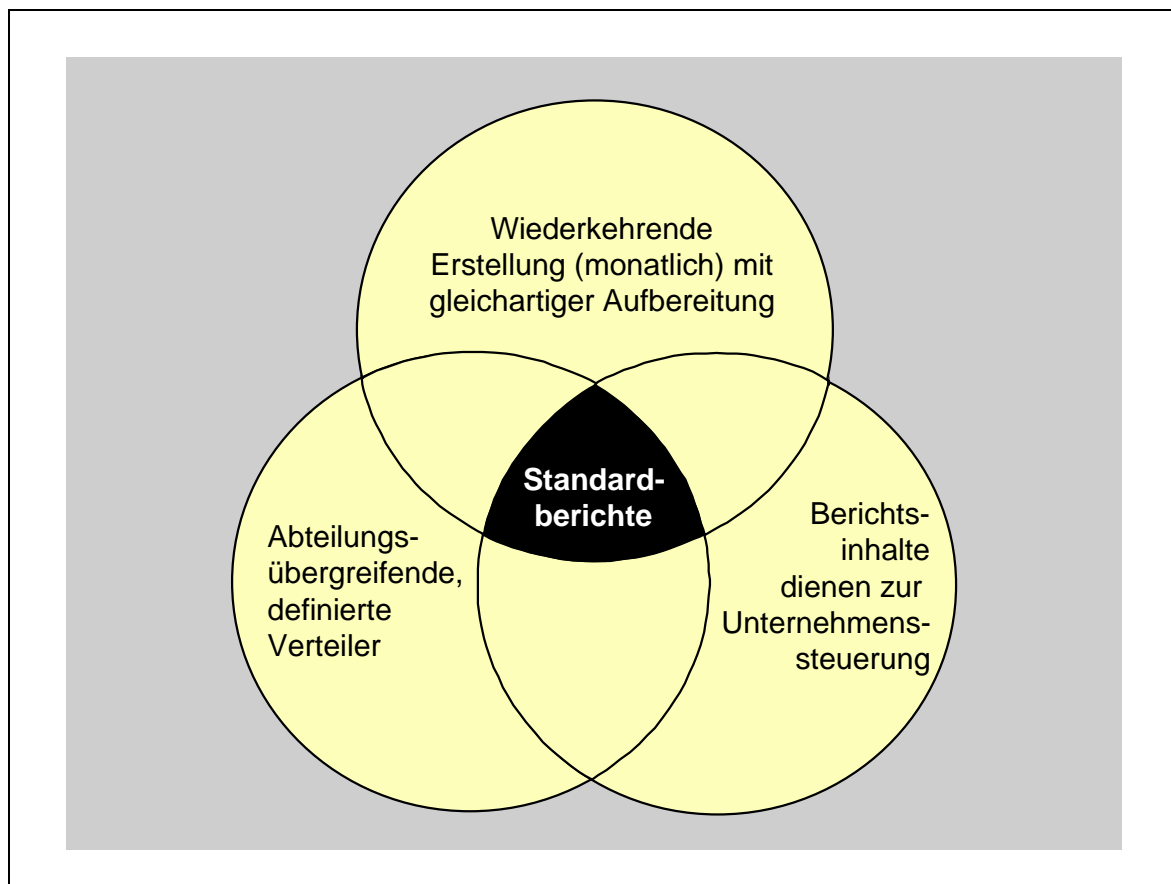 Wiederkehrende
Erstellung (monatlich) mit
gleichartiger Aufbereitung
Standard-
berichte
Abteilungs-
übergreifende,
definierte
Verteiler
Berichts-
inhalte
dienen zur
Unternehmens-
steuerung